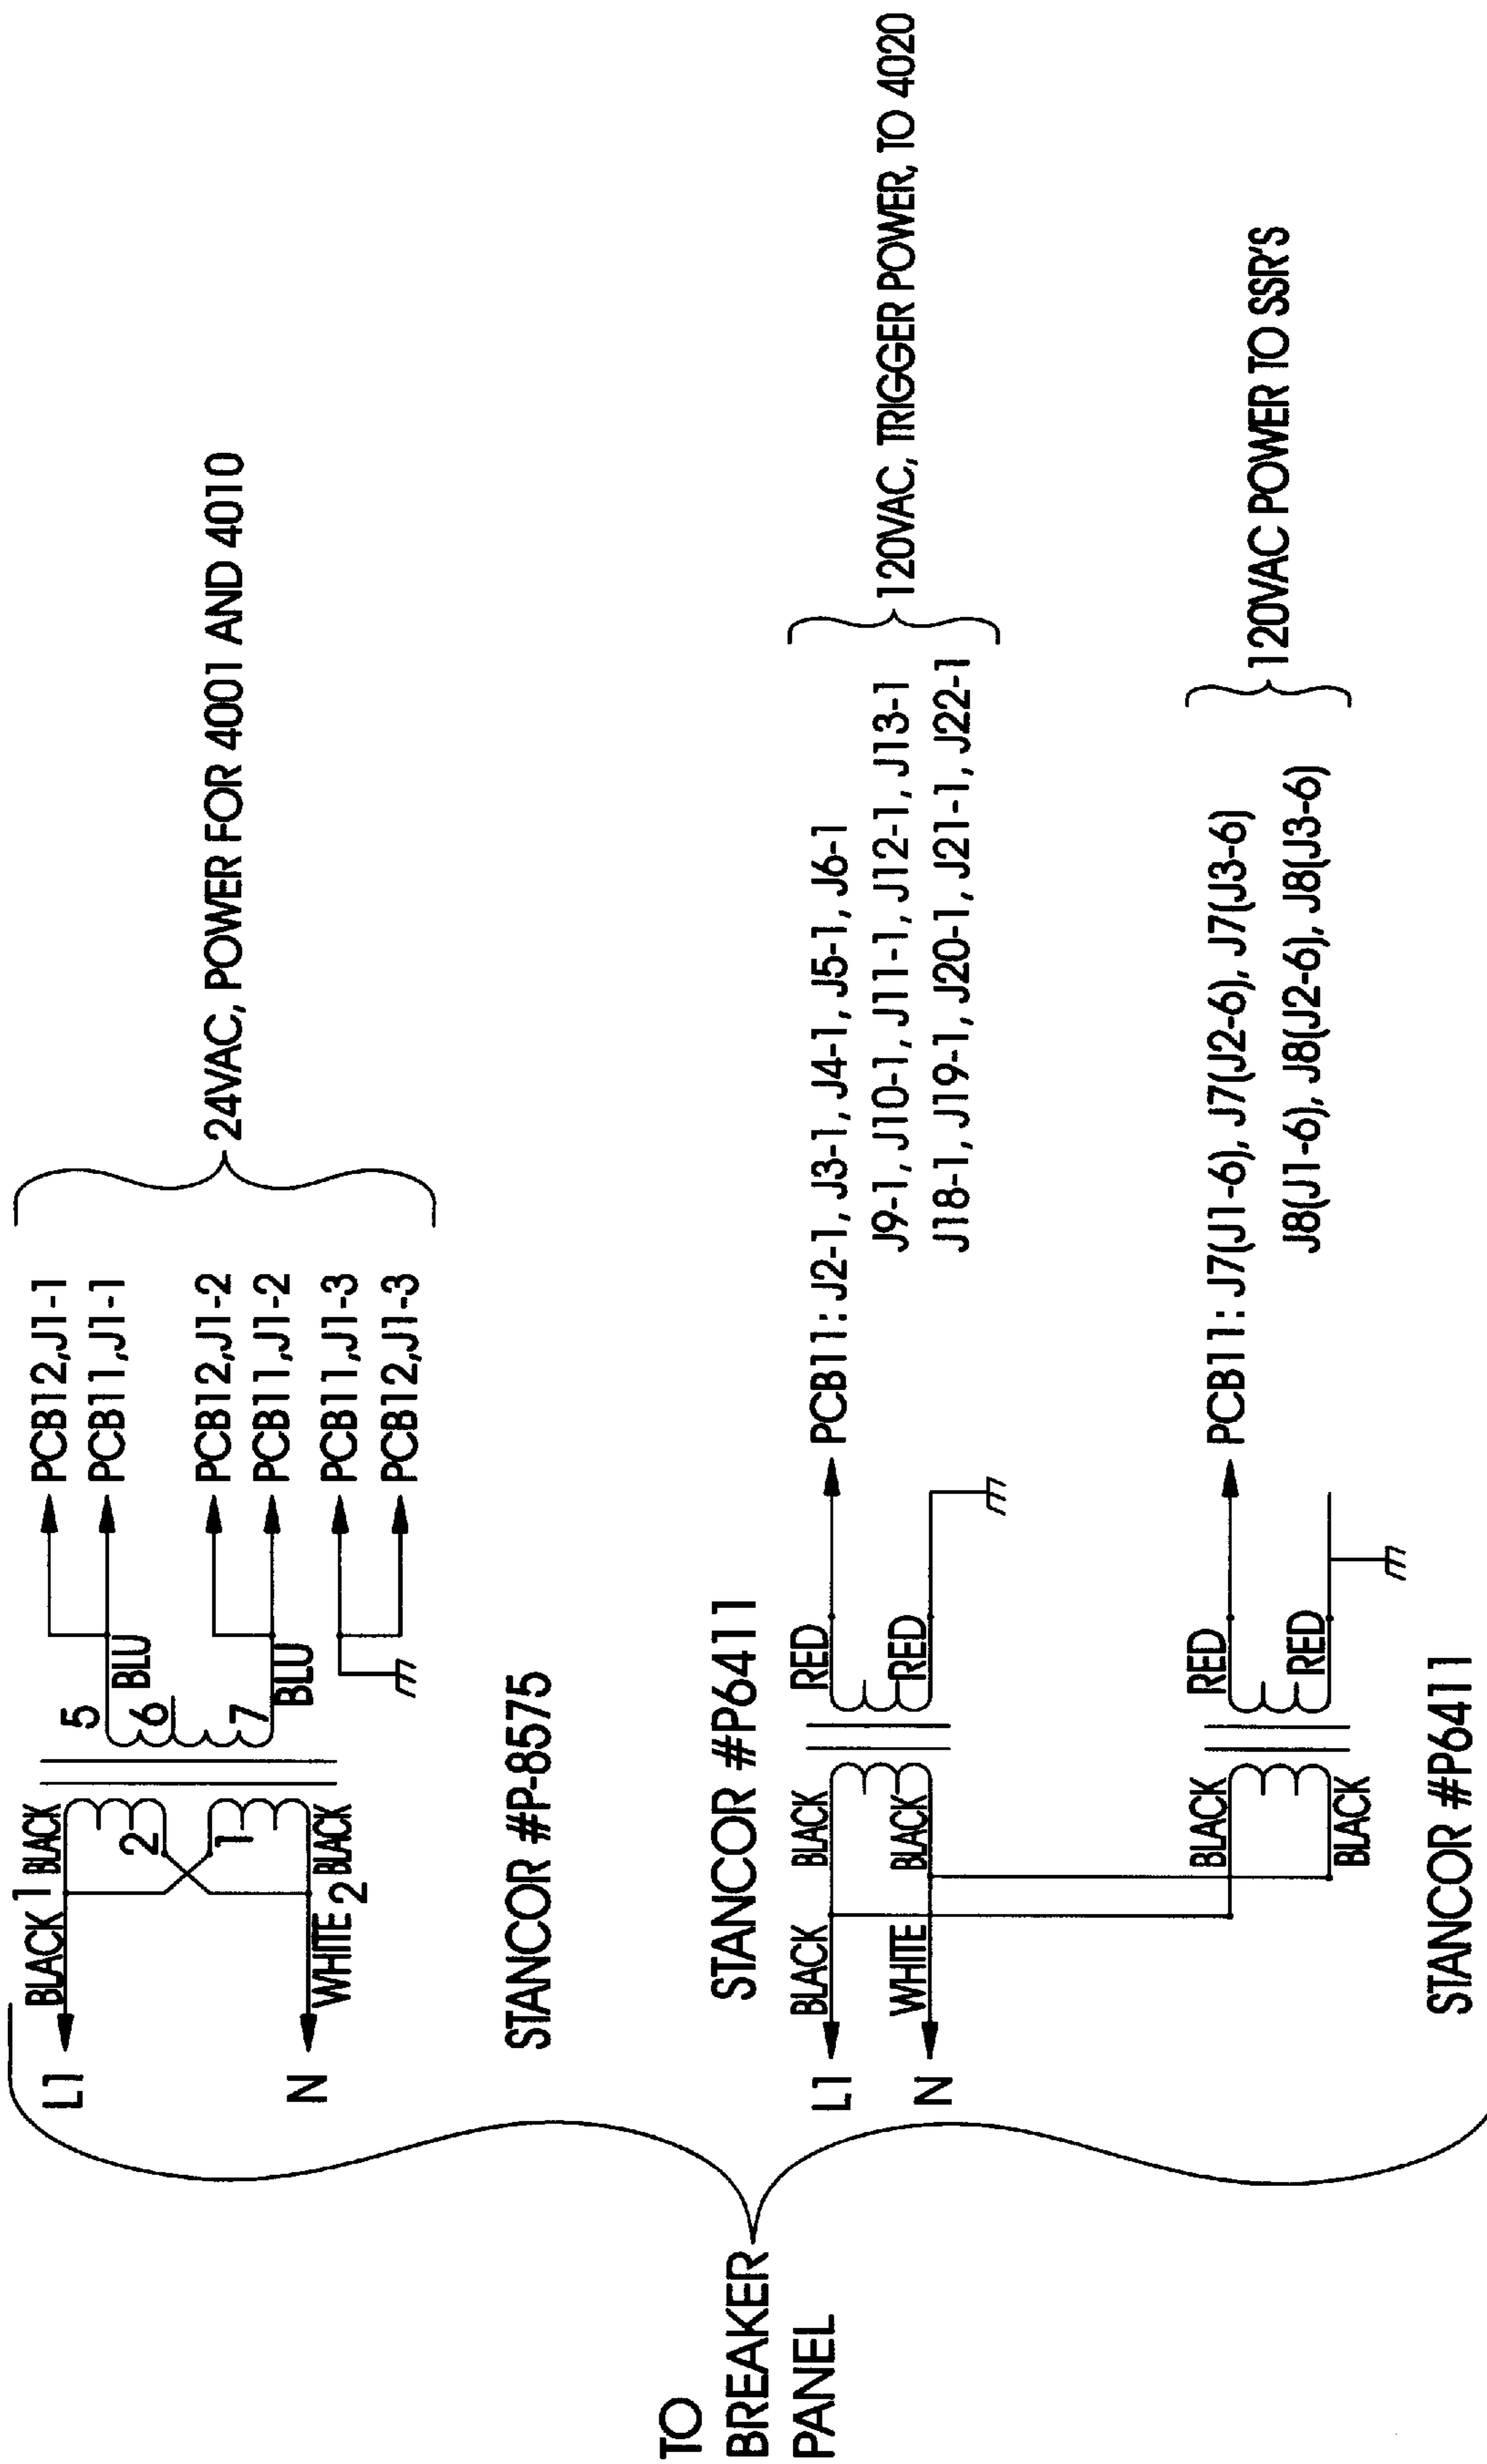 TO
BREAKER
PANEL
L1
BLACK 1
BLACK
2
1
N
WHITE 2
BLACK
5
BLU
6
7
BLU
PCB12,J1-1
PCB11,J1-1
PCB12,J1-2
PCB11,J1-2
PCB11,J1-3
PCB12,J1-3
24VAC, POWER FOR 4001 AND 4010
STANCOR #P-8575
STANCOR #P6411
L1
BLACK
BLACK
RED
N
WHITE
BLACK
RED
PCB11: J2-1, J3-1, J4-1, J5-1, J6-1
J9-1, J10-1, J11-1, J12-1, J13-1
J18-1, J19-1, J20-1, J21-1, J22-1
120VAC, TRIGGER POWER, TO 4020
BLACK
RED
BLACK
RED
PCB11: J7(J1-6), J7(J2-6), J7(J3-6)
J8(J1-6), J8(J2-6), J8(J3-6)
120VAC POWER TO SSR'S
STANCOR #P6411